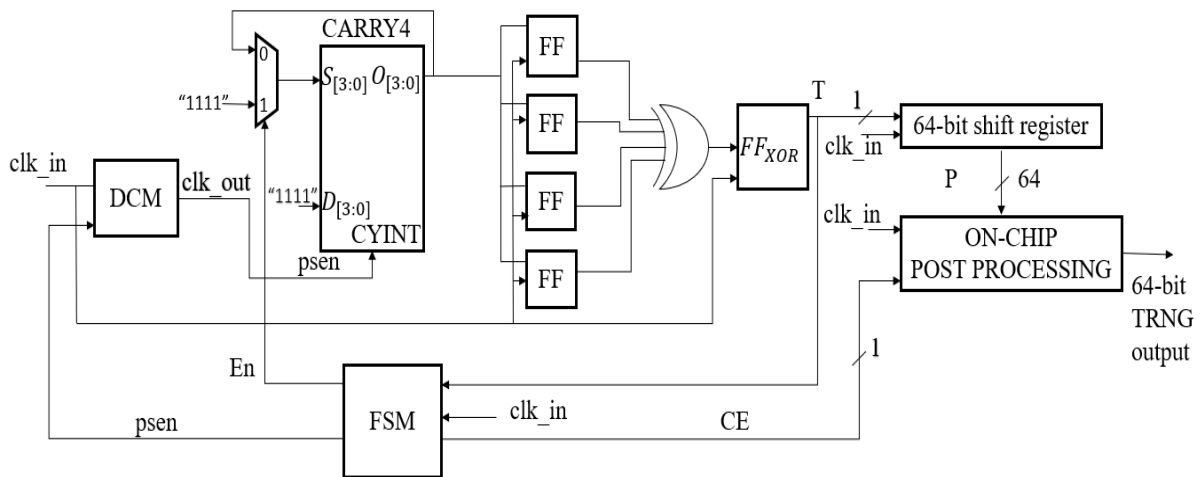 CARRY4
0
"1111"
1
S[3:0] O[3:0]
"1111"
D[3:0]
CYINT
clk_in
DCM
clk_out
psen
FF
FF
FF
FF
FF_XOR
T
1
clk_in
64-bit shift register
P
64
clk_in
ON-CHIP
POST PROCESSING
64-bit
TRNG
output
1
En
psen
FSM
clk_in
CE